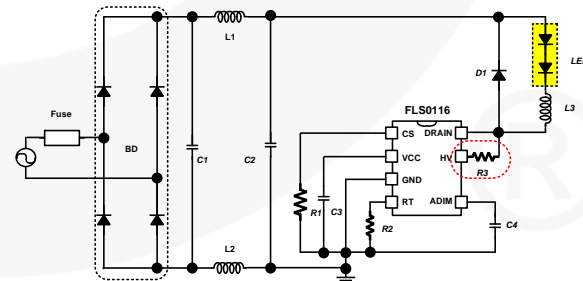 L1
D1
LE
Fuse
L3
FLS0116
BD
C1
C2
CS
DRAIN
VCC
HV
R3
GND
R1
C3
RT
ADIM
R2
C4
L2
R